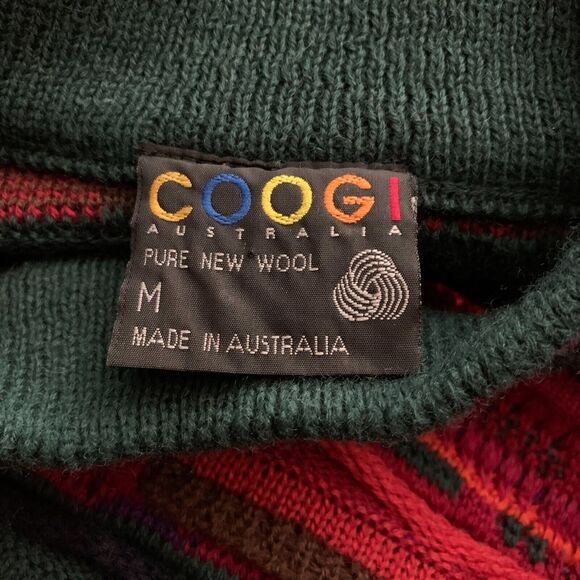 COOGI
AUSTRALIA
PURE NEW WOOL
M
MADE IN AUSTRALIA